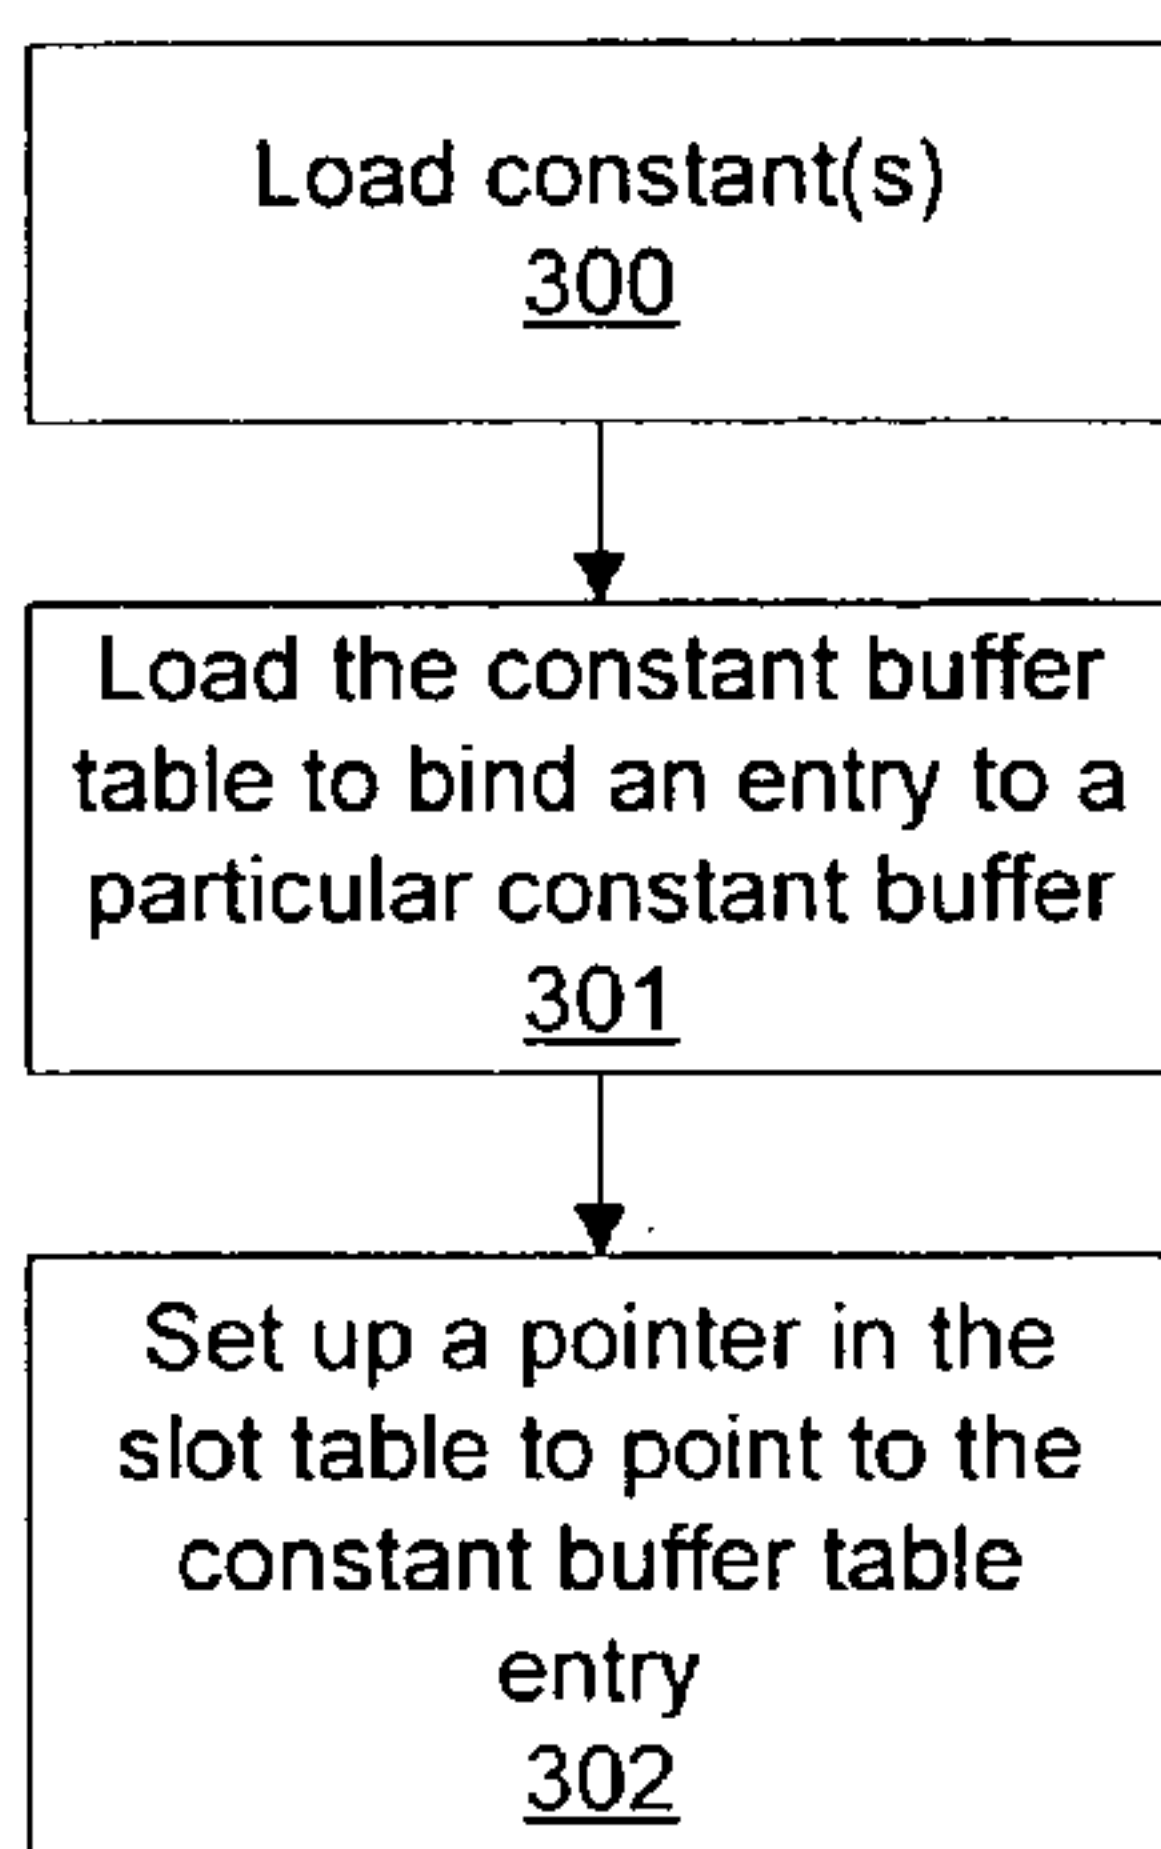 Load constant(s)
300
Load the constant buffer
table to bind an entry to a
particular constant buffer
301
Set up a pointer in the
slot table to point to the
constant buffer table
entry
302